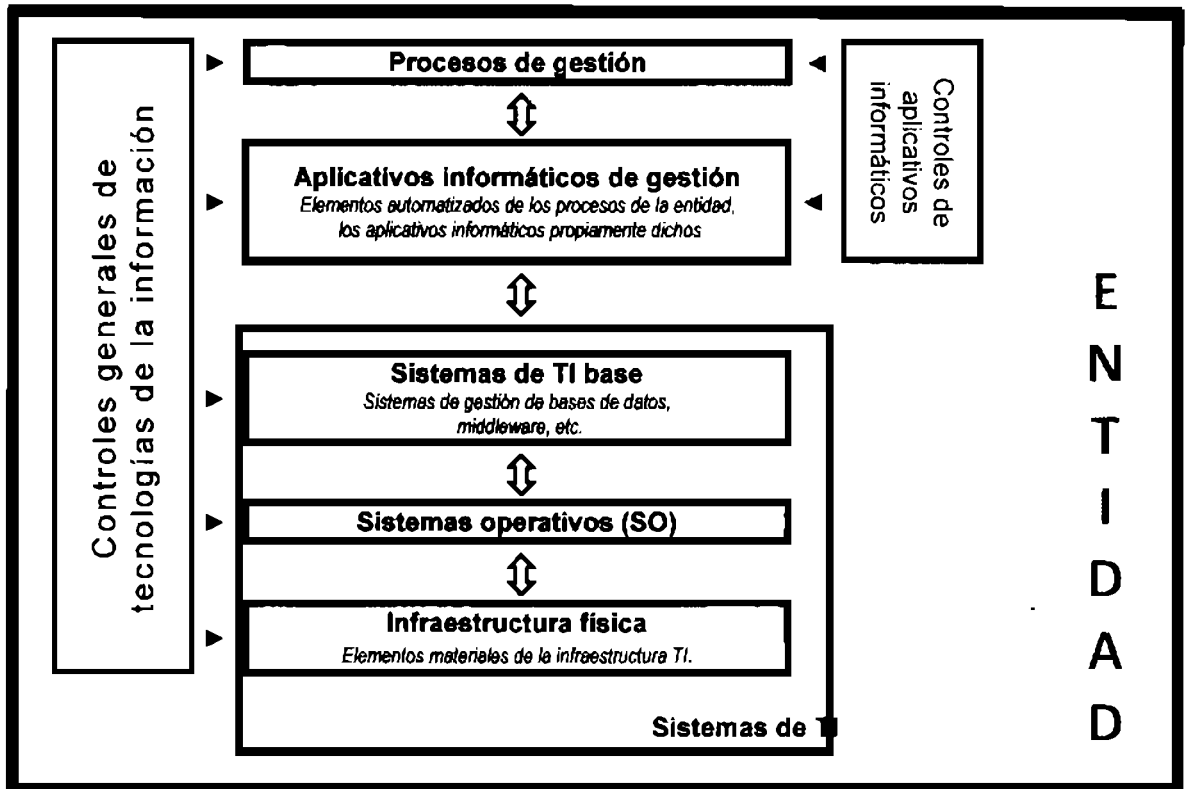 Controles generales de
tecnologías de la información
Procesos de gestión
Aplicativos informáticos de gestión
Elementos automatizados de los procesos de la entidad,
los aplicativos informáticos propiamente dichos
Controles de
aplicativos
informáticos
Sistemas de TI base
Sistemas de gestión de bases de datos,
middleware, etc.
Sistemas operativos (SO)
Infraestructura física
Elementos materiales de la infraestructura TI.
Sistemas de TI
ENTIDAD